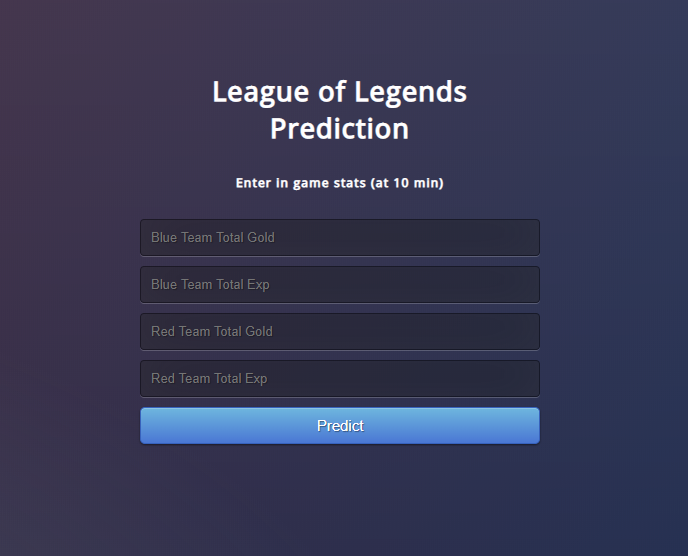 League of Legends
Prediction
Enter in game stats (at 10 min)
Blue Team Total Gold
Blue Team Total Exp
Red Team Total Gold
Red Team Total Exp
Predict